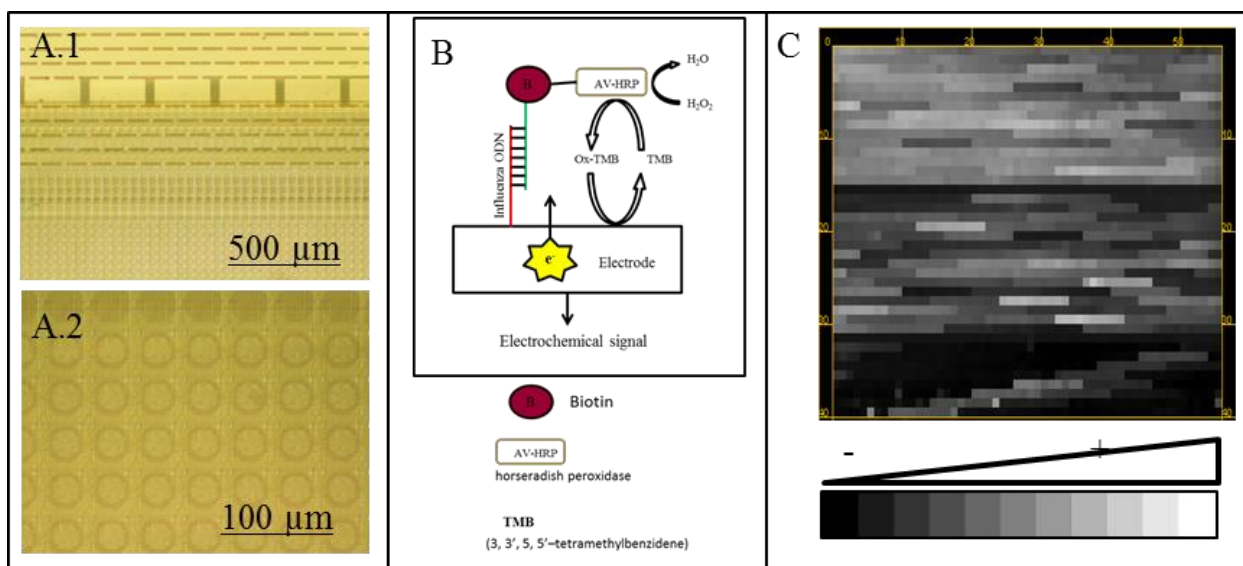 A.1
500 µm
A.2
100 µm
B
B
AV-HRP
H₂O
H₂O₂
Ox-TMB
TMB
Influenza ODN
e⁻
Electrode
Electrochemical signal
B
Biotin
AV-HRP
horseradish peroxidase
TMB
(3, 3′, 5, 5′–tetramethylbenzidene)
C
0 10 20 30 40 50
10 10
20 20
30 30
40 40
- +